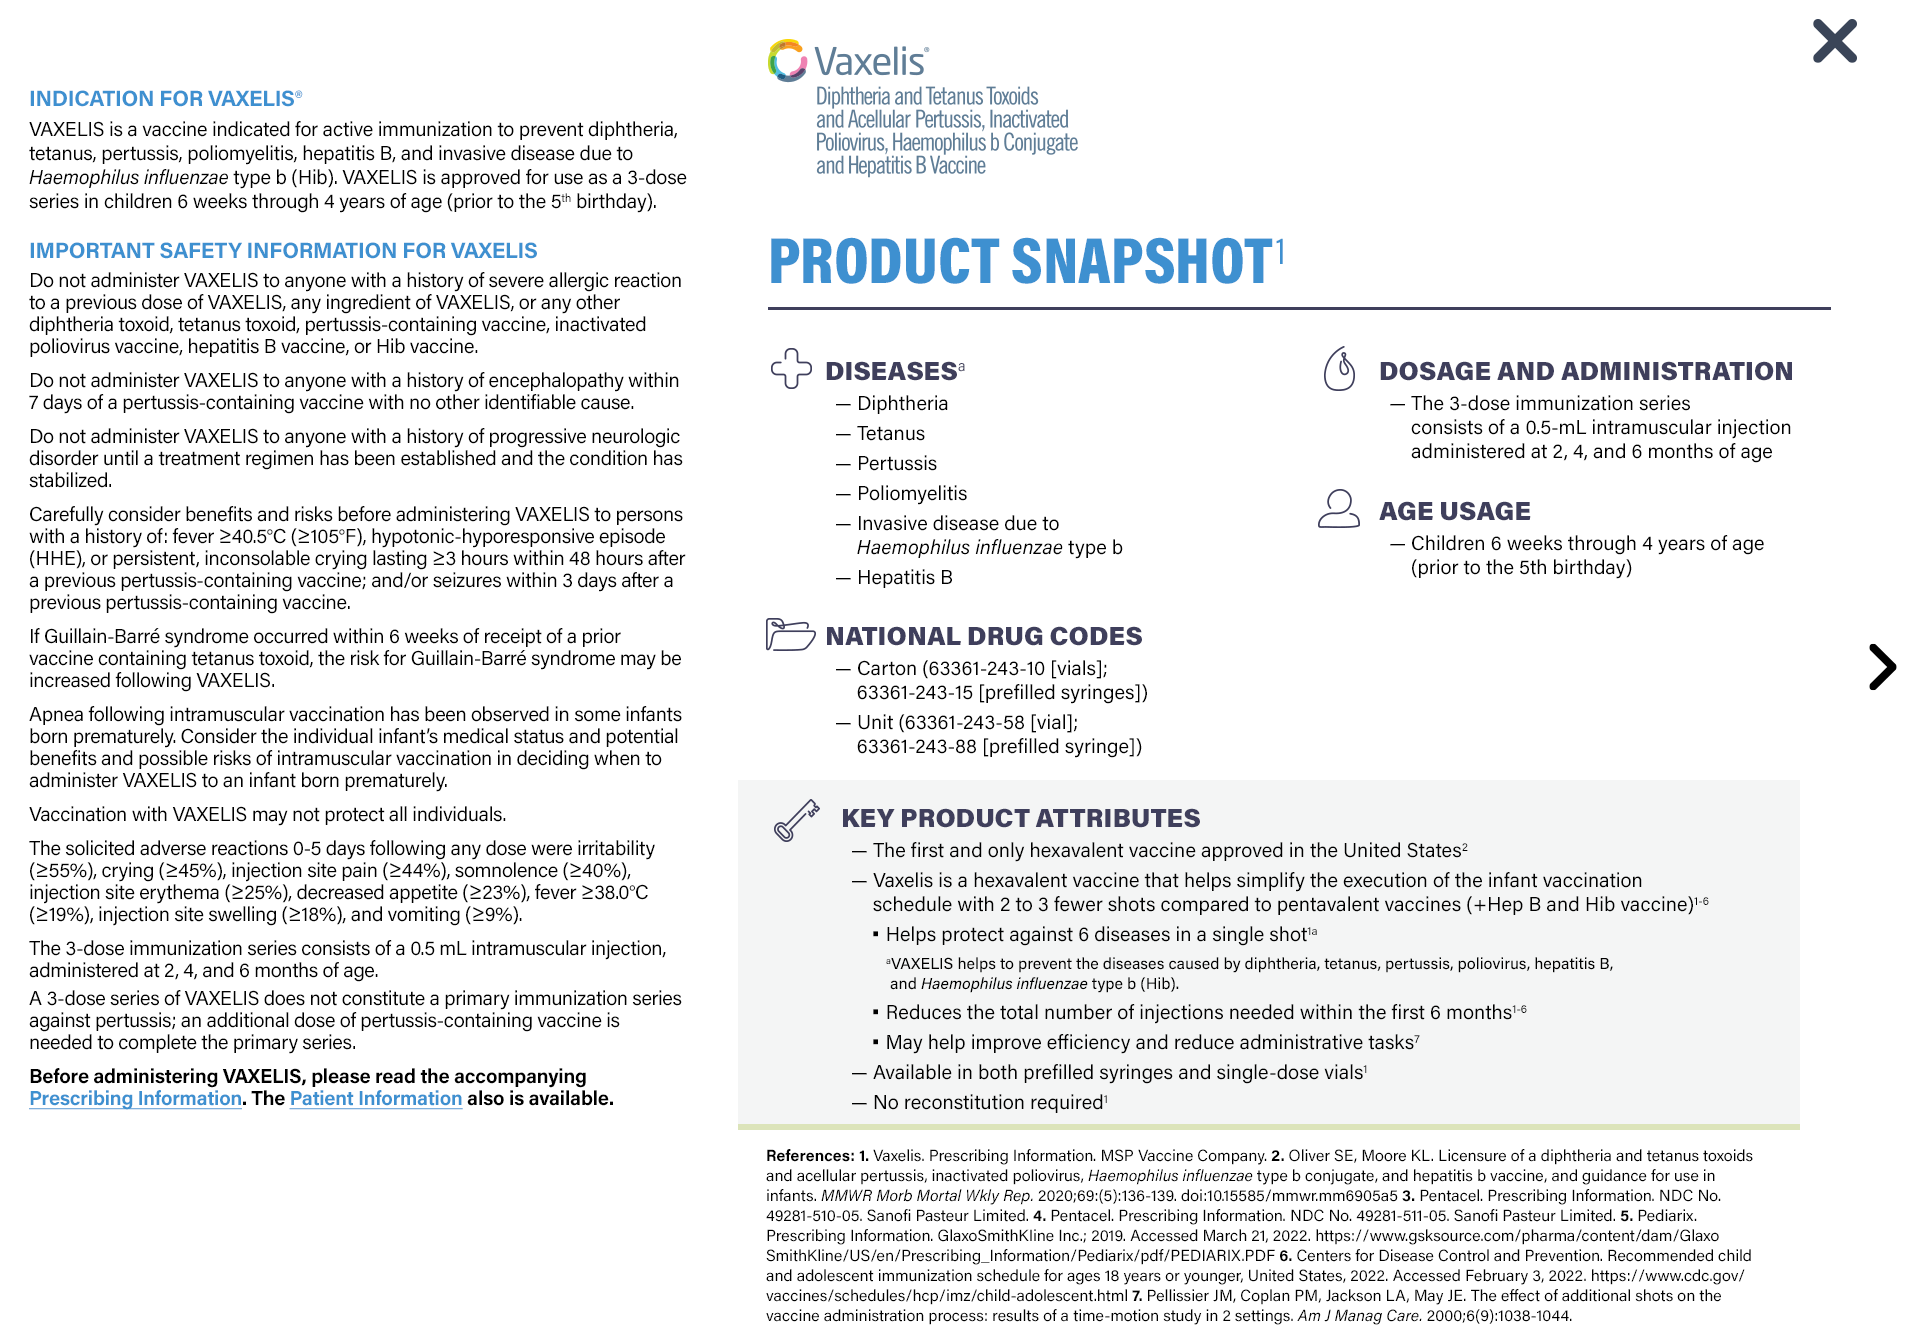 INDICATION FOR VAXELIS®
VAXELIS is a vaccine indicated for active immunization to prevent diphtheria,
tetanus, pertussis, poliomyelitis, hepatitis B, and invasive disease due to
Haemophilus influenzae type b (Hib). VAXELIS is approved for use as a 3-dose
series in children 6 weeks through 4 years of age (prior to the 5th birthday).
IMPORTANT SAFETY INFORMATION FOR VAXELIS
Do not administer VAXELIS to anyone with a history of severe allergic reaction
to a previous dose of VAXELIS, any ingredient of VAXELIS, or any other
diphtheria toxoid, tetanus toxoid, pertussis-containing vaccine, inactivated
poliovirus vaccine, hepatitis B vaccine, or Hib vaccine.
Do not administer VAXELIS to anyone with a history of encephalopathy within
7 days of a pertussis-containing vaccine with no other identifiable cause.
Do not administer VAXELIS to anyone with a history of progressive neurologic
disorder until a treatment regimen has been established and the condition has
stabilized.
Carefully consider benefits and risks before administering VAXELIS to persons
with a history of: fever ≥40.5°C (≥105°F), hypotonic-hyporesponsive episode
(HHE), or persistent, inconsolable crying lasting ≥3 hours within 48 hours after
a previous pertussis-containing vaccine; and/or seizures within 3 days after a
previous pertussis-containing vaccine.
If Guillain-Barré syndrome occurred within 6 weeks of receipt of a prior
vaccine containing tetanus toxoid, the risk for Guillain-Barré syndrome may be
increased following VAXELIS.
Apnea following intramuscular vaccination has been observed in some infants
born prematurely. Consider the individual infant's medical status and potential
benefits and possible risks of intramuscular vaccination in deciding when to
administer VAXELIS to an infant born prematurely.
Vaccination with VAXELIS may not protect all individuals.
The solicited adverse reactions 0-5 days following any dose were irritability
(≥55%), crying (≥45%), injection site pain (≥44%), somnolence (≥40%),
injection site erythema (≥25%), decreased appetite (≥23%), fever ≥38.0°C
(≥19%), injection site swelling (≥18%), and vomiting (≥9%).
The 3-dose immunization series consists of a 0.5 mL intramuscular injection,
administered at 2, 4, and 6 months of age.
A 3-dose series of VAXELIS does not constitute a primary immunization series
against pertussis; an additional dose of pertussis-containing vaccine is
needed to complete the primary series.
Before administering VAXELIS, please read the accompanying
Prescribing Information. The Patient Information also is available.
Vaxelis®
Diphtheria and Tetanus Toxoids
and Acellular Pertussis, Inactivated
Poliovirus, Haemophilus b Conjugate
and Hepatitis B Vaccine
PRODUCT SNAPSHOT1
DISEASESa
— Diphtheria
— Tetanus
— Pertussis
— Poliomyelitis
— Invasive disease due to
Haemophilus influenzae type b
— Hepatitis B
NATIONAL DRUG CODES
— Carton (63361-243-10 [vials];
63361-243-15 [prefilled syringes])
— Unit (63361-243-58 [vial];
63361-243-88 [prefilled syringe])
DOSAGE AND ADMINISTRATION
— The 3-dose immunization series
consists of a 0.5-mL intramuscular injection
administered at 2, 4, and 6 months of age
AGE USAGE
— Children 6 weeks through 4 years of age
(prior to the 5th birthday)
KEY PRODUCT ATTRIBUTES
— The first and only hexavalent vaccine approved in the United States2
— Vaxelis is a hexavalent vaccine that helps simplify the execution of the infant vaccination
schedule with 2 to 3 fewer shots compared to pentavalent vaccines (+Hep B and Hib vaccine)1-6
▪ Helps protect against 6 diseases in a single shot1a
aVAXELIS helps to prevent the diseases caused by diphtheria, tetanus, pertussis, poliovirus, hepatitis B,
and Haemophilus influenzae type b (Hib).
▪ Reduces the total number of injections needed within the first 6 months1-6
▪ May help improve efficiency and reduce administrative tasks7
— Available in both prefilled syringes and single-dose vials1
— No reconstitution required1
References: 1. Vaxelis. Prescribing Information. MSP Vaccine Company. 2. Oliver SE, Moore KL. Licensure of a diphtheria and tetanus toxoids
and acellular pertussis, inactivated poliovirus, Haemophilus influenzae type b conjugate, and hepatitis b vaccine, and guidance for use in
infants. MMWR Morb Mortal Wkly Rep. 2020;69:(5):136-139. doi:10.15585/mmwr.mm6905a5 3. Pentacel. Prescribing Information. NDC No.
49281-510-05. Sanofi Pasteur Limited. 4. Pentacel. Prescribing Information. NDC No. 49281-511-05. Sanofi Pasteur Limited. 5. Pediarix.
Prescribing Information. GlaxoSmithKline Inc.; 2019. Accessed March 21, 2022. https://www.gsksource.com/pharma/content/dam/Glaxo
SmithKline/US/en/Prescribing_Information/Pediarix/pdf/PEDIARIX.PDF 6. Centers for Disease Control and Prevention. Recommended child
and adolescent immunization schedule for ages 18 years or younger, United States, 2022. Accessed February 3, 2022. https://www.cdc.gov/
vaccines/schedules/hcp/imz/child-adolescent.html 7. Pellissier JM, Coplan PM, Jackson LA, May JE. The effect of additional shots on the
vaccine administration process: results of a time-motion study in 2 settings. Am J Manag Care. 2000;6(9):1038-1044.